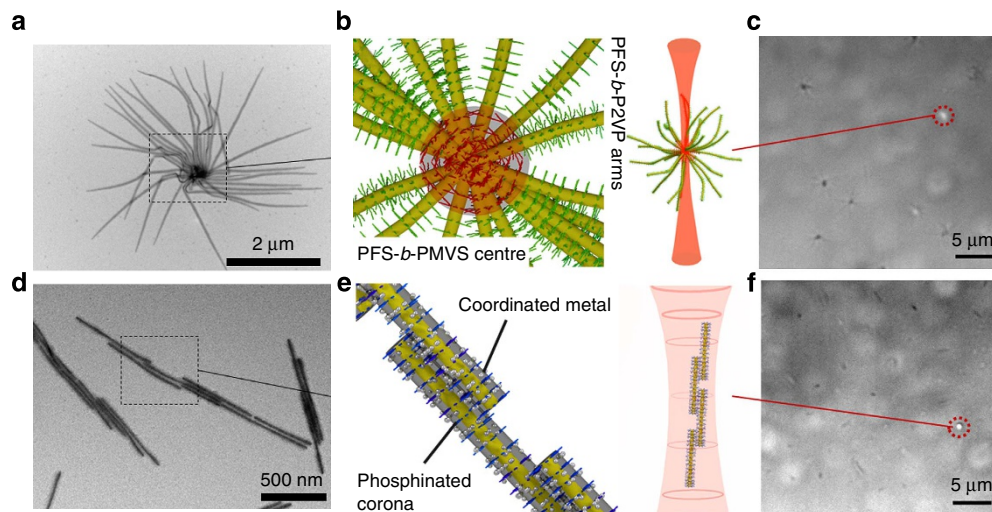 a
b
c
PFS-b-P2VP arms
2 μm
PFS-b-PMVS centre
5 μm
d
e
f
Coordinated metal
Phosphinated
corona
500 nm
5 μm